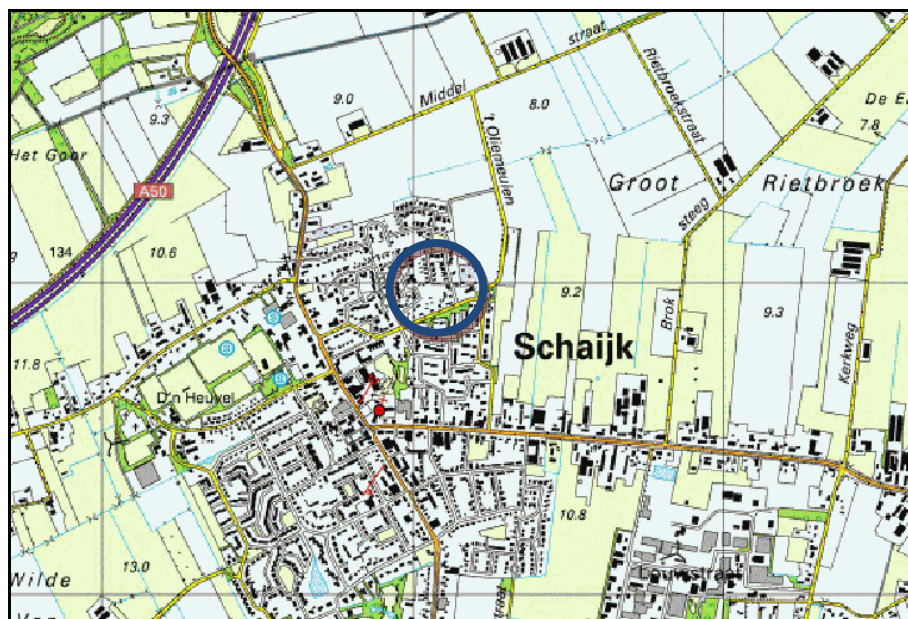 straat
Rietbroekstraat
9.0
Middel
8.0
De
7.8
9.3
't Oliemeulen
Het Goor
A50
Groot Rietbroek
steeg
134
10.6
9.2
Brok
9.3
Kerkweg
Schaijk
11.8
D'n Heuvel
10.8
13.0
Wilde